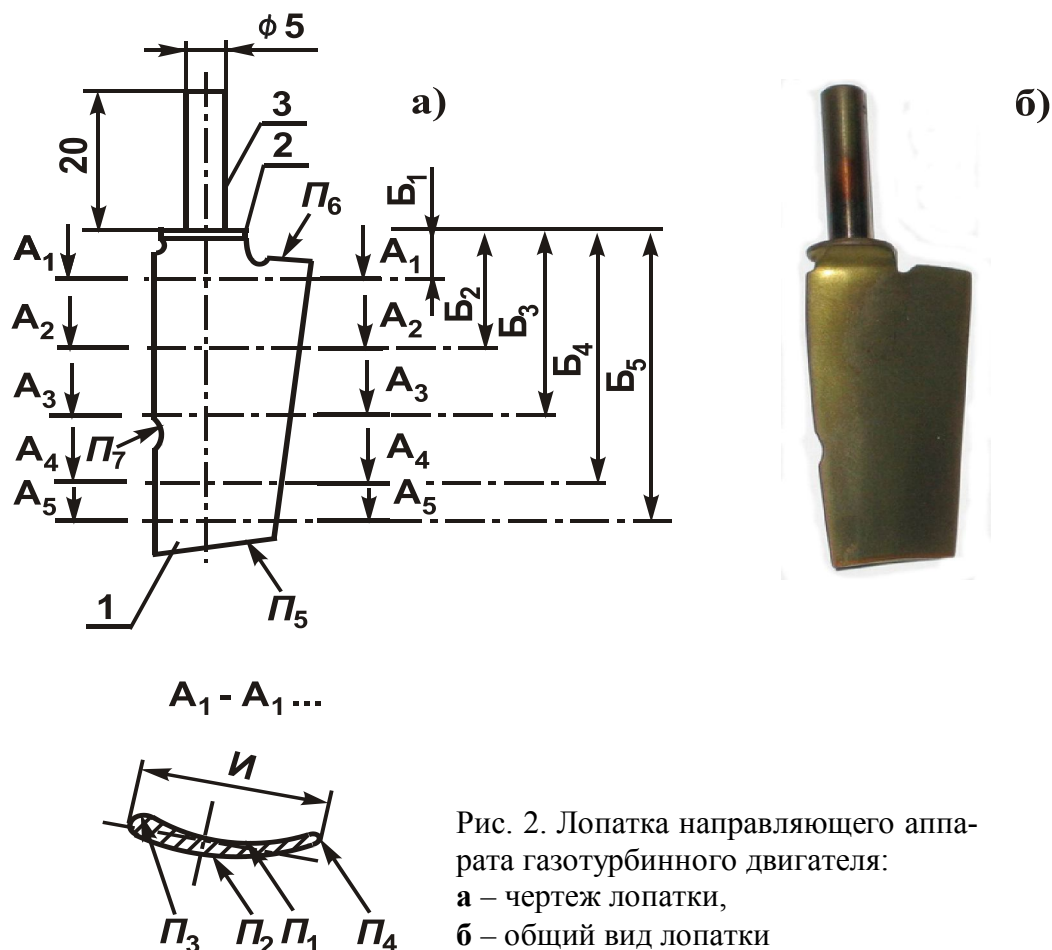 ϕ 5
а)
б)
3
20
2
Б₁
П₆
А₁
А₁
Б₂
Б₃
Б₄
Б₅
А₂
А₂
А₃
А₃
А₄
П₇
А₄
А₅
А₅
1
П₅
А₁ - А₁ ...
И
П₃ П₂ П₁ П₄
Рис. 2. Лопатка направляющего аппа-
рата газотурбинного двигателя:
а – чертеж лопатки,
б – общий вид лопатки